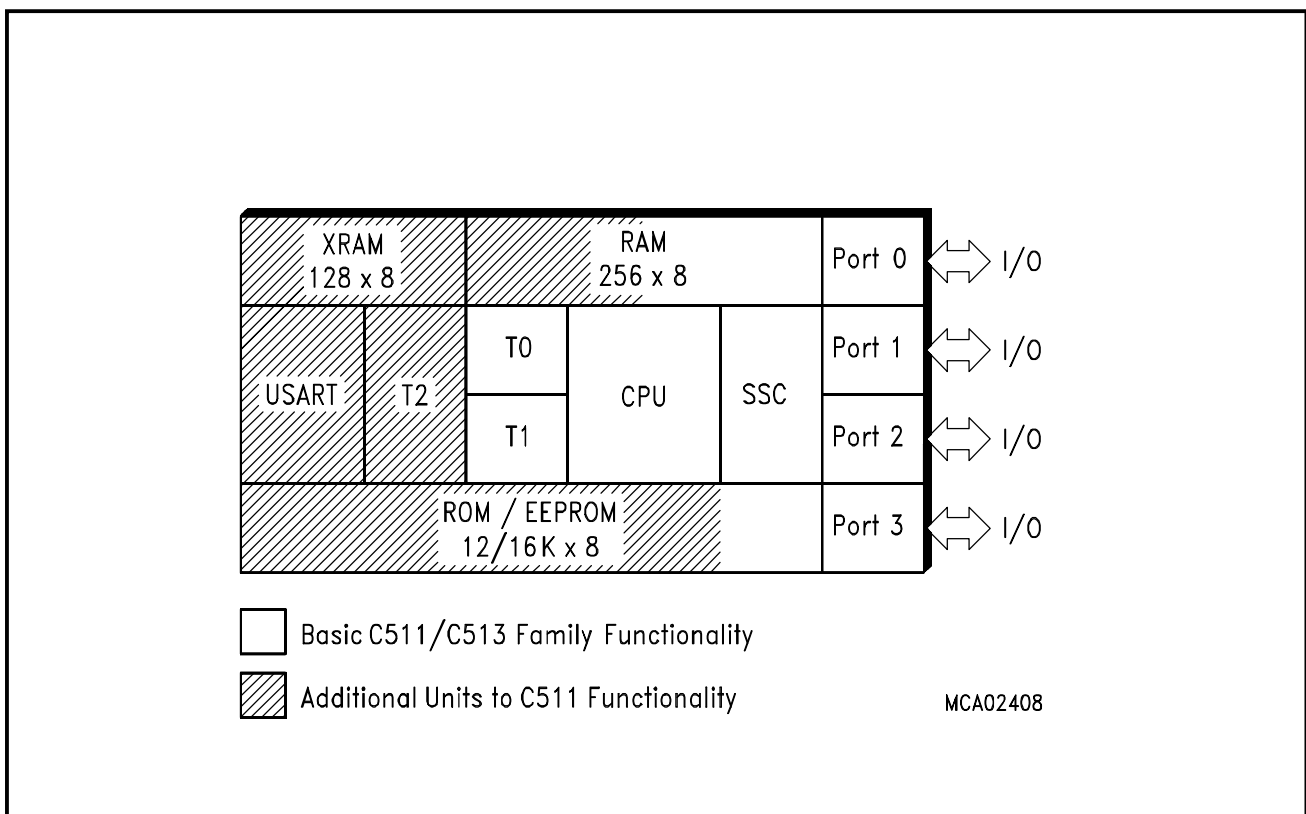 XRAM
128 x 8
RAM
256 x 8
Port 0
I/O
USART
T2
T0
T1
CPU
SSC
Port 1
I/O
Port 2
I/O
ROM / EEPROM
12/16K x 8
Port 3
I/O
Basic C511/C513 Family Functionality
Additional Units to C511 Functionality
MCA02408